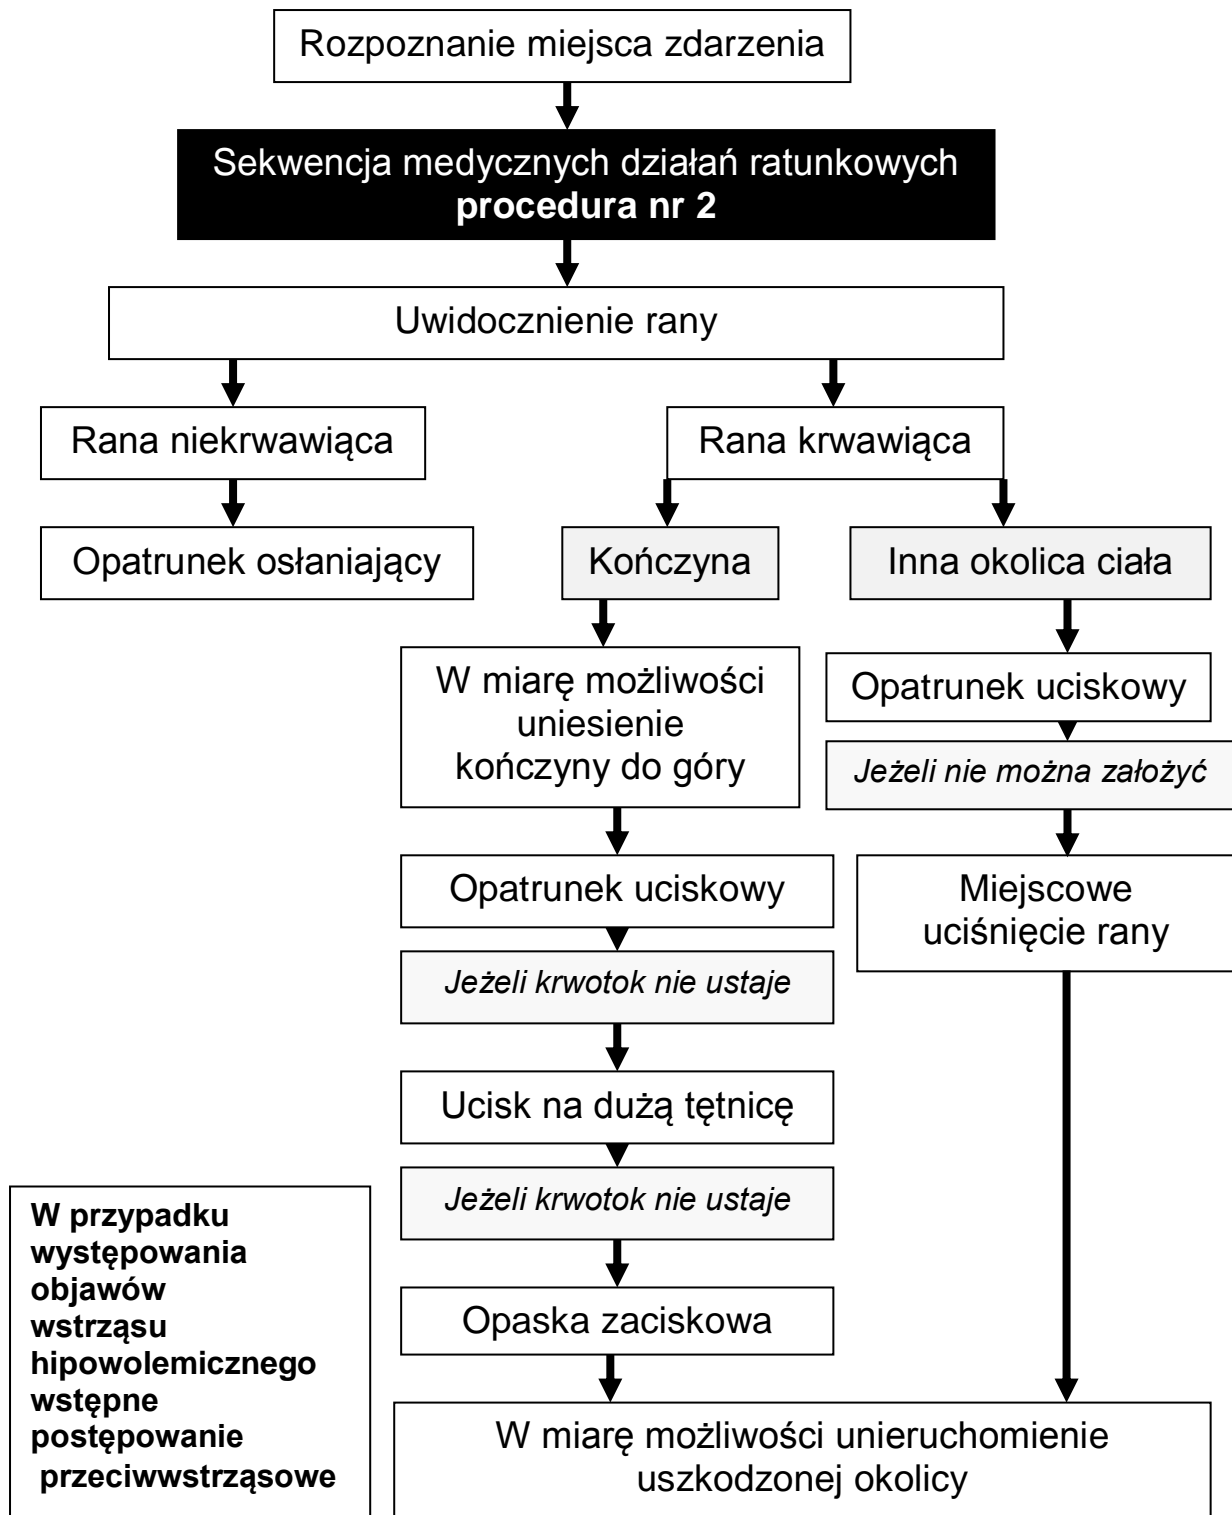 Rozpoznanie miejsca zdarzenia
Sekwencja medycznych działań ratunkowych
procedura nr 2
Uwidocznienie rany
Rana niekrwawiąca
Rana krwawiąca
Opatrunek osłaniający
Kończyna
Inna okolica ciała
W miarę możliwości
uniesienie
kończyny do góry
Opatrunek uciskowy
Jeżeli nie można założyć
Opatrunek uciskowy
Miejscowe
uciśnięcie rany
Jeżeli krwotok nie ustaje
Ucisk na dużą tętnicę
Jeżeli krwotok nie ustaje
Opaska zaciskowa
W przypadku
występowania
objawów
wstrząsu
hipowolemicznego
wstępne
postępowanie
przeciwwstrząsowe
W miarę możliwości unieruchomienie
uszkodzonej okolicy